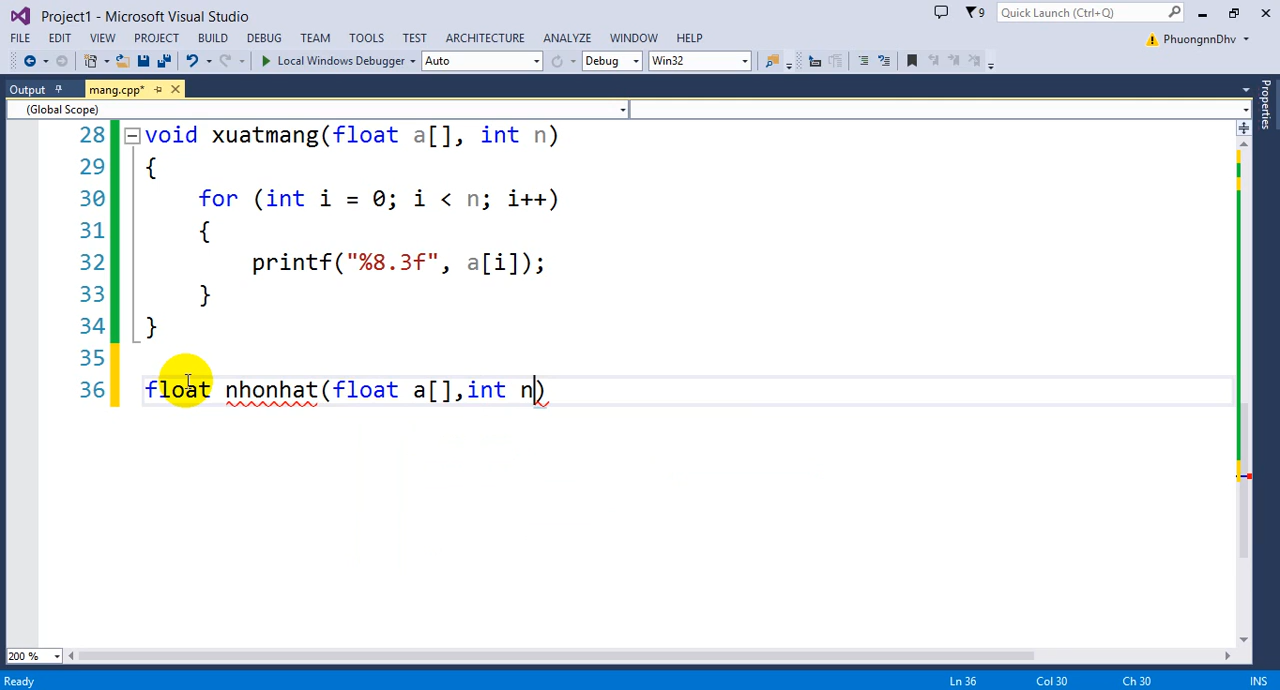 Project1 - Microsoft Visual Studio
9
Quick Launch (Ctrl+Q)
FILE EDIT VIEW PROJECT BUILD DEBUG TEAM TOOLS TEST ARCHITECTURE ANALYZE WINDOW HELP
PhuongnnDhv
Local Windows Debugger Auto Debug Win32
Output mang.cpp*
Properties
(Global Scope)
28 void xuatmang(float a[], int n)
29 {
30 for (int i = 0; i < n; i++)
31 {
32 printf("%8.3f", a[i]);
33 }
34 }
35
36 float nhonhat(float a[],int n)
200 %
Ready Ln 36 Col 30 Ch 30 INS